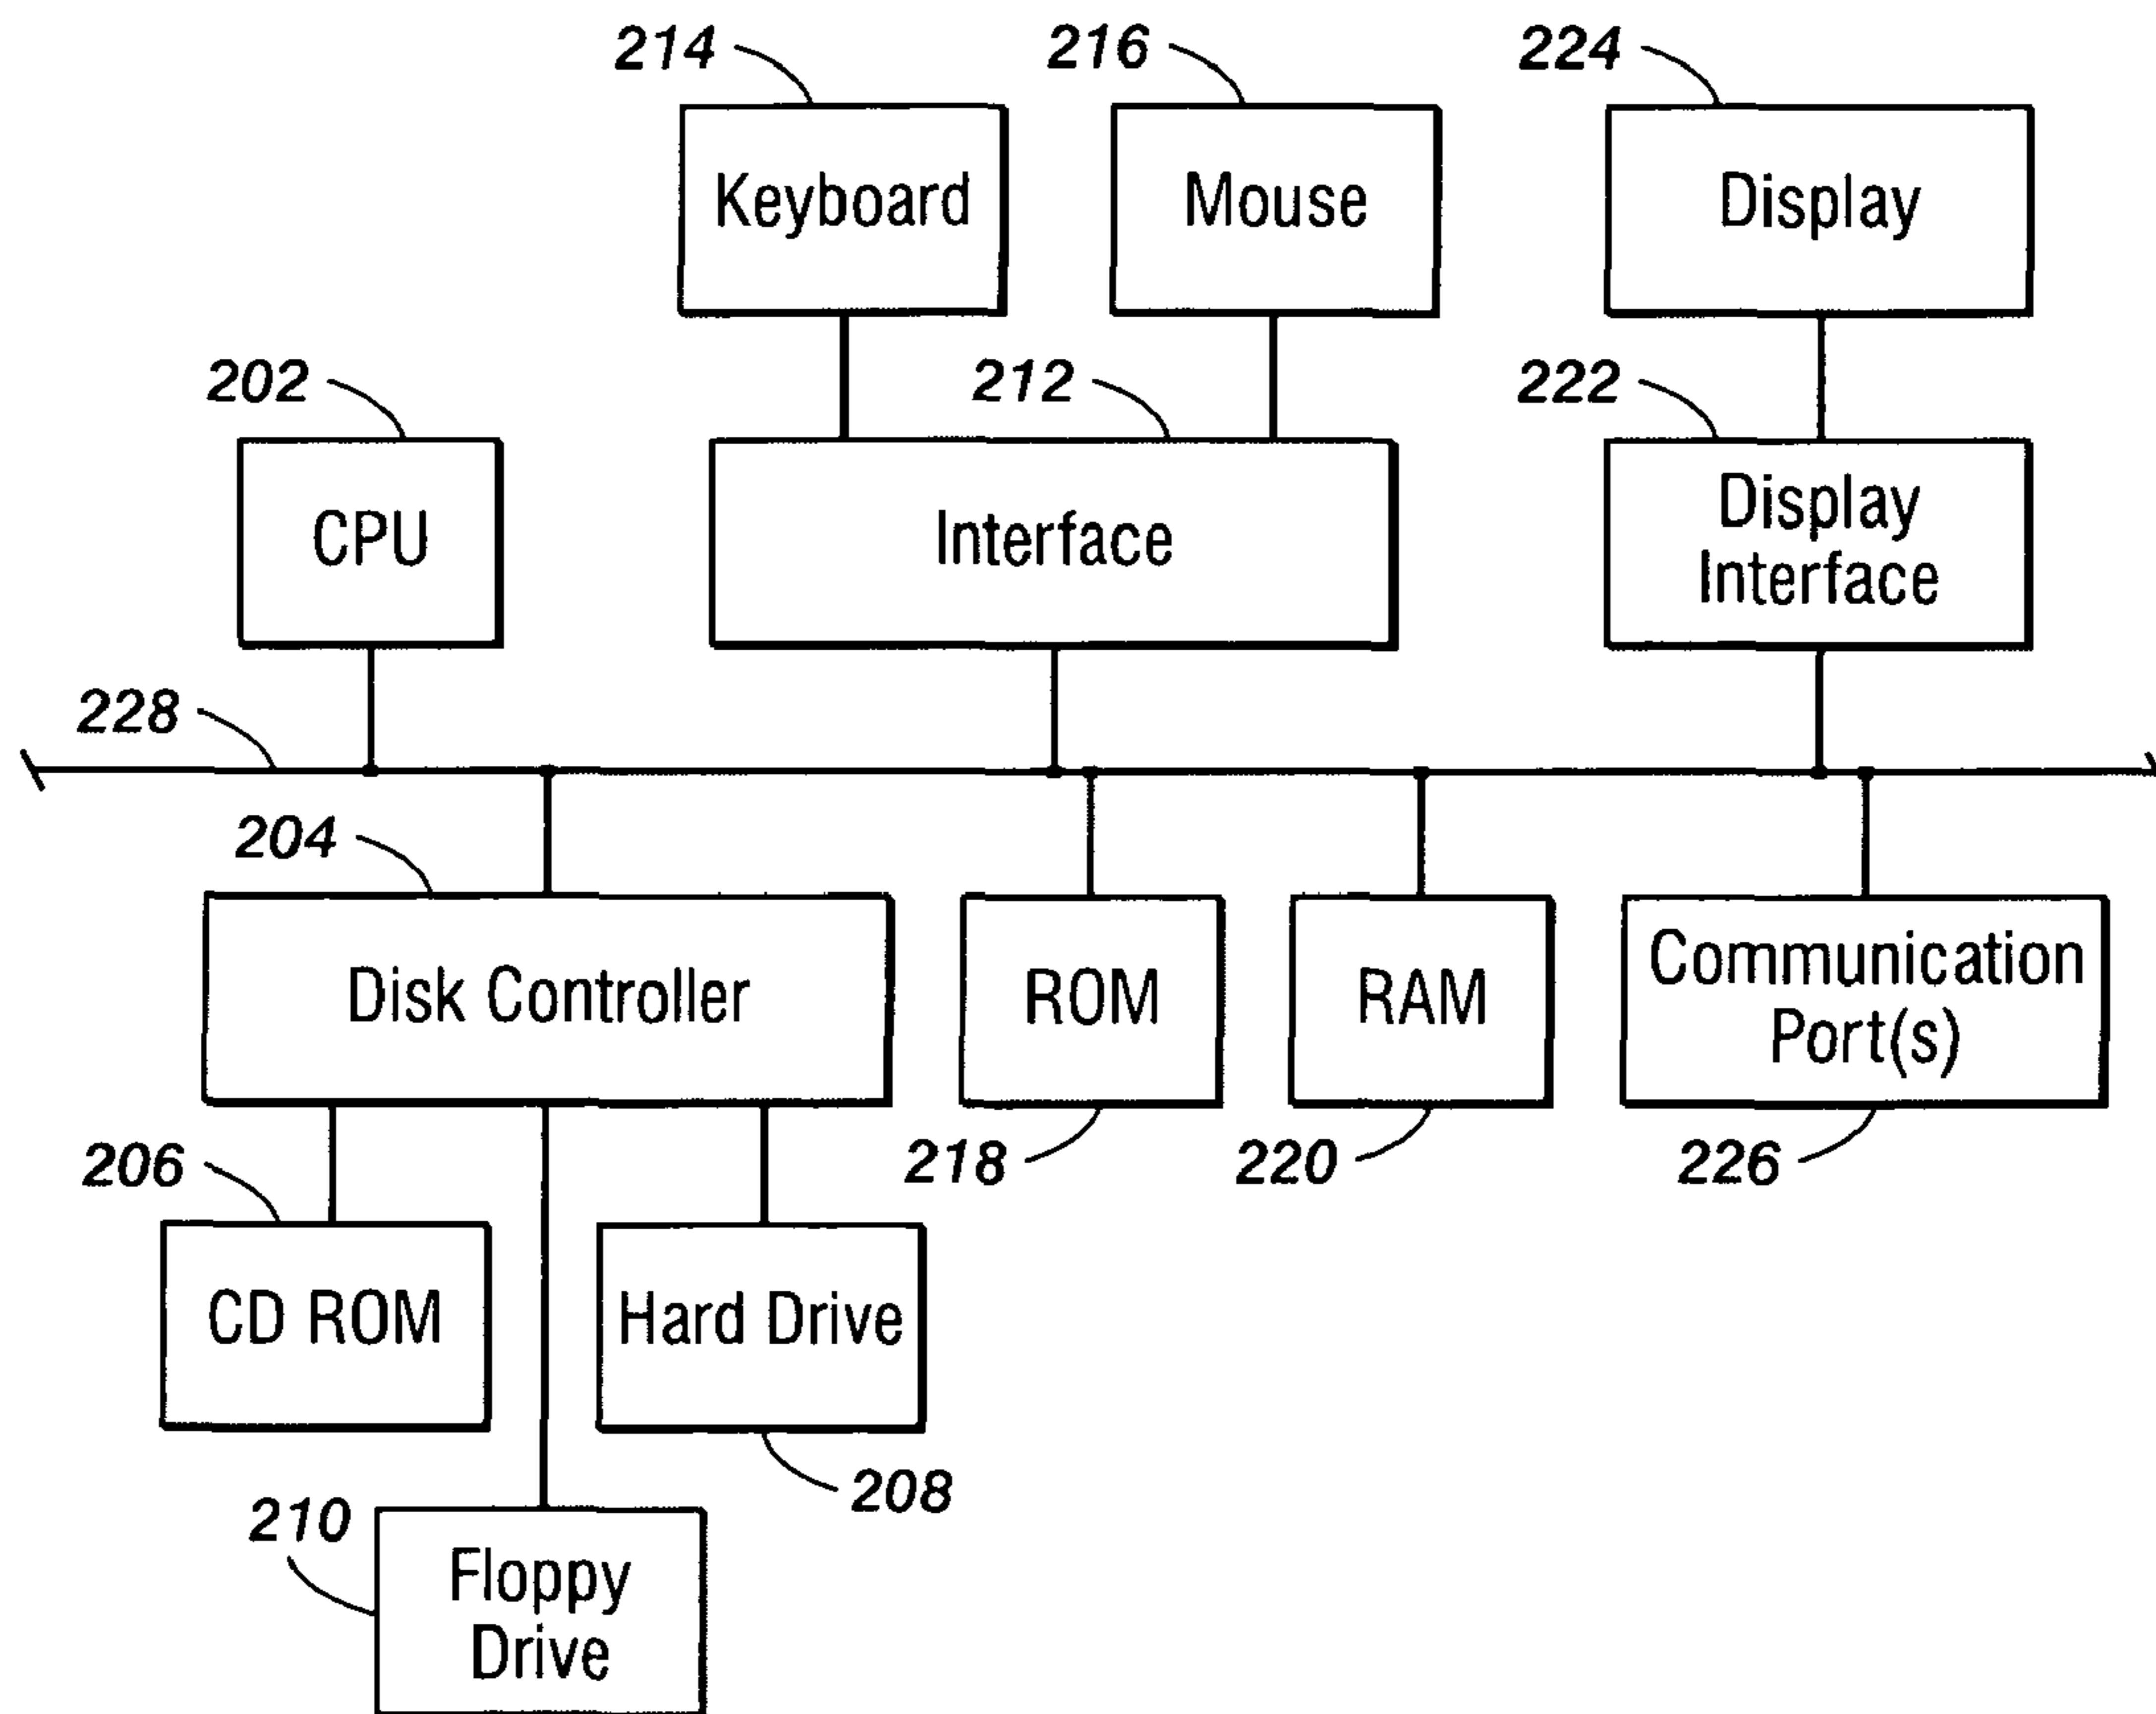 214
216
224
Keyboard
Mouse
Display
202
212
222
CPU
Interface
Display
Interface
228
204
Disk Controller
ROM
RAM
Communication
Port(s)
206
218
220
226
CD ROM
Hard Drive
208
210
Floppy
Drive